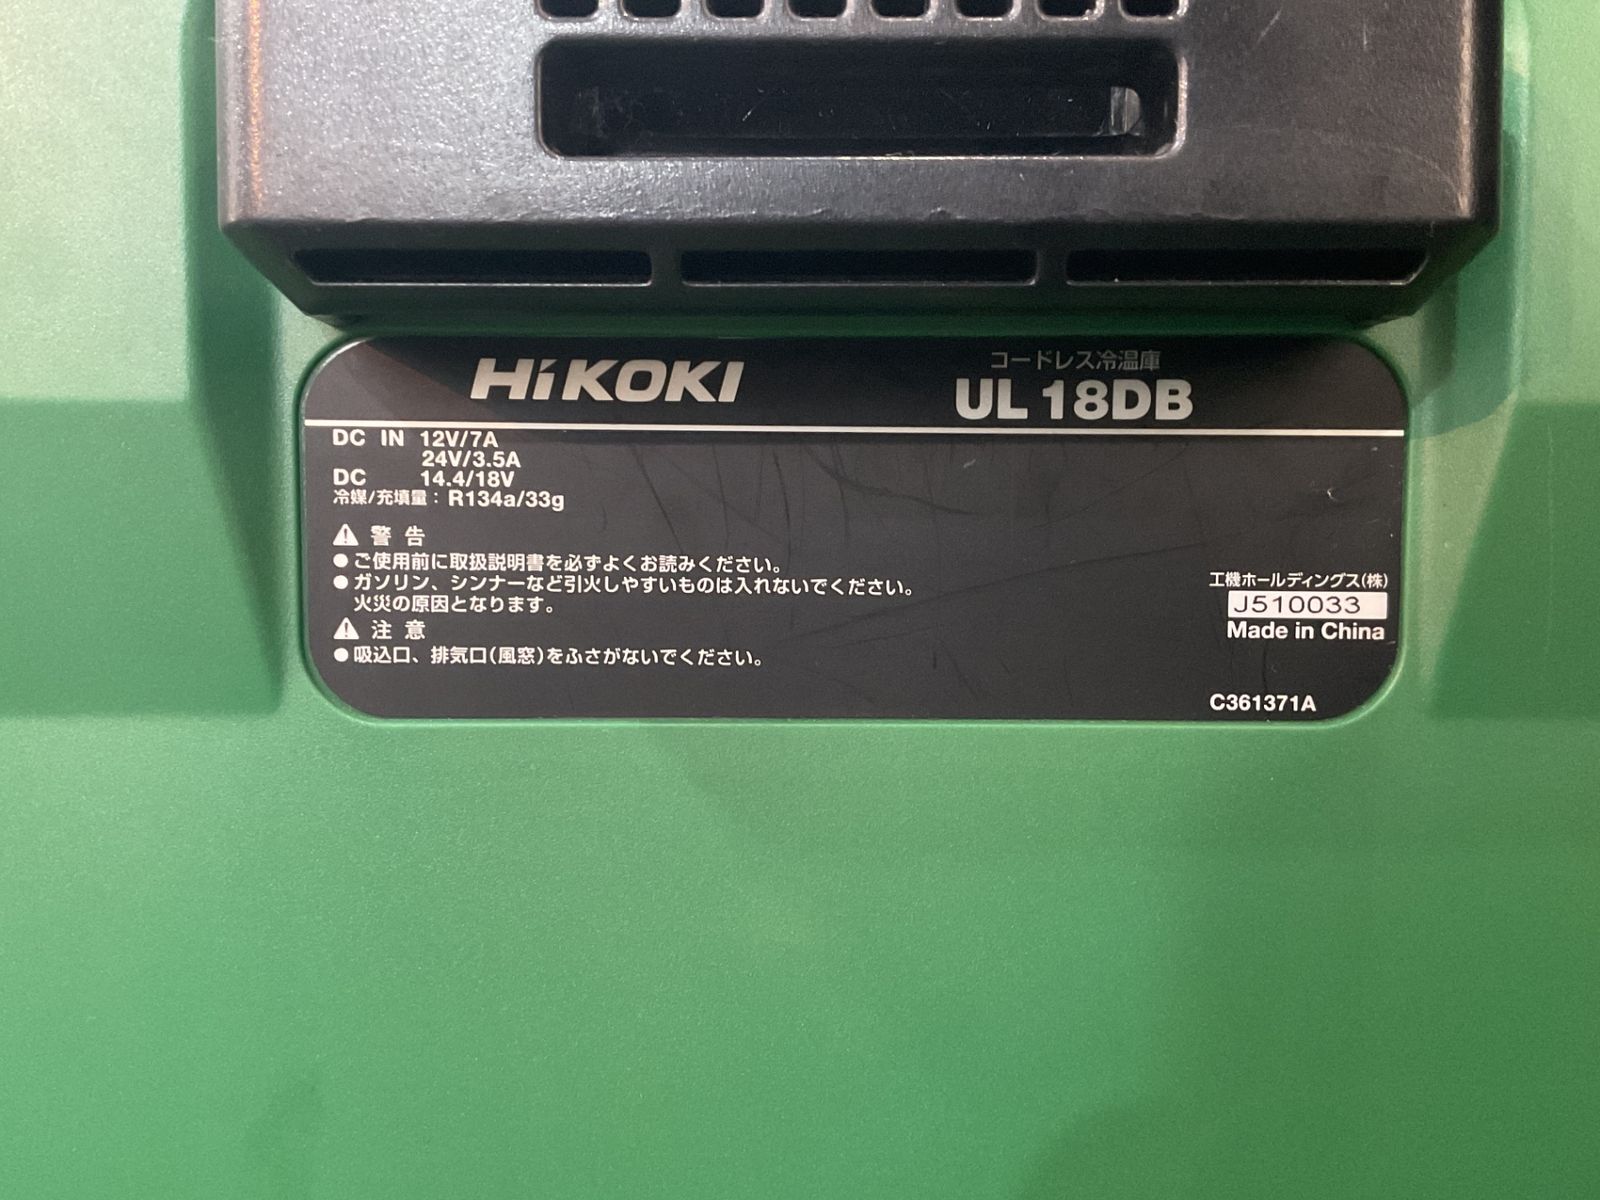 HiKOKI
コードレス冷温庫
UL 18DB
DC IN 12V/7A
24V/3.5A
DC 14.4/18V
冷媒/充填量：R134a/33g
⚠ 警 告
●ご使用前に取扱説明書を必ずよくお読みください。
●ガソリン、シンナーなど引火しやすいものは入れないでください。
火災の原因となります。
⚠ 注 意
●吸込口、排気口(風窓)をふさがないでください。
工機ホールディングス(株)
J510033
Made in China
C361371A